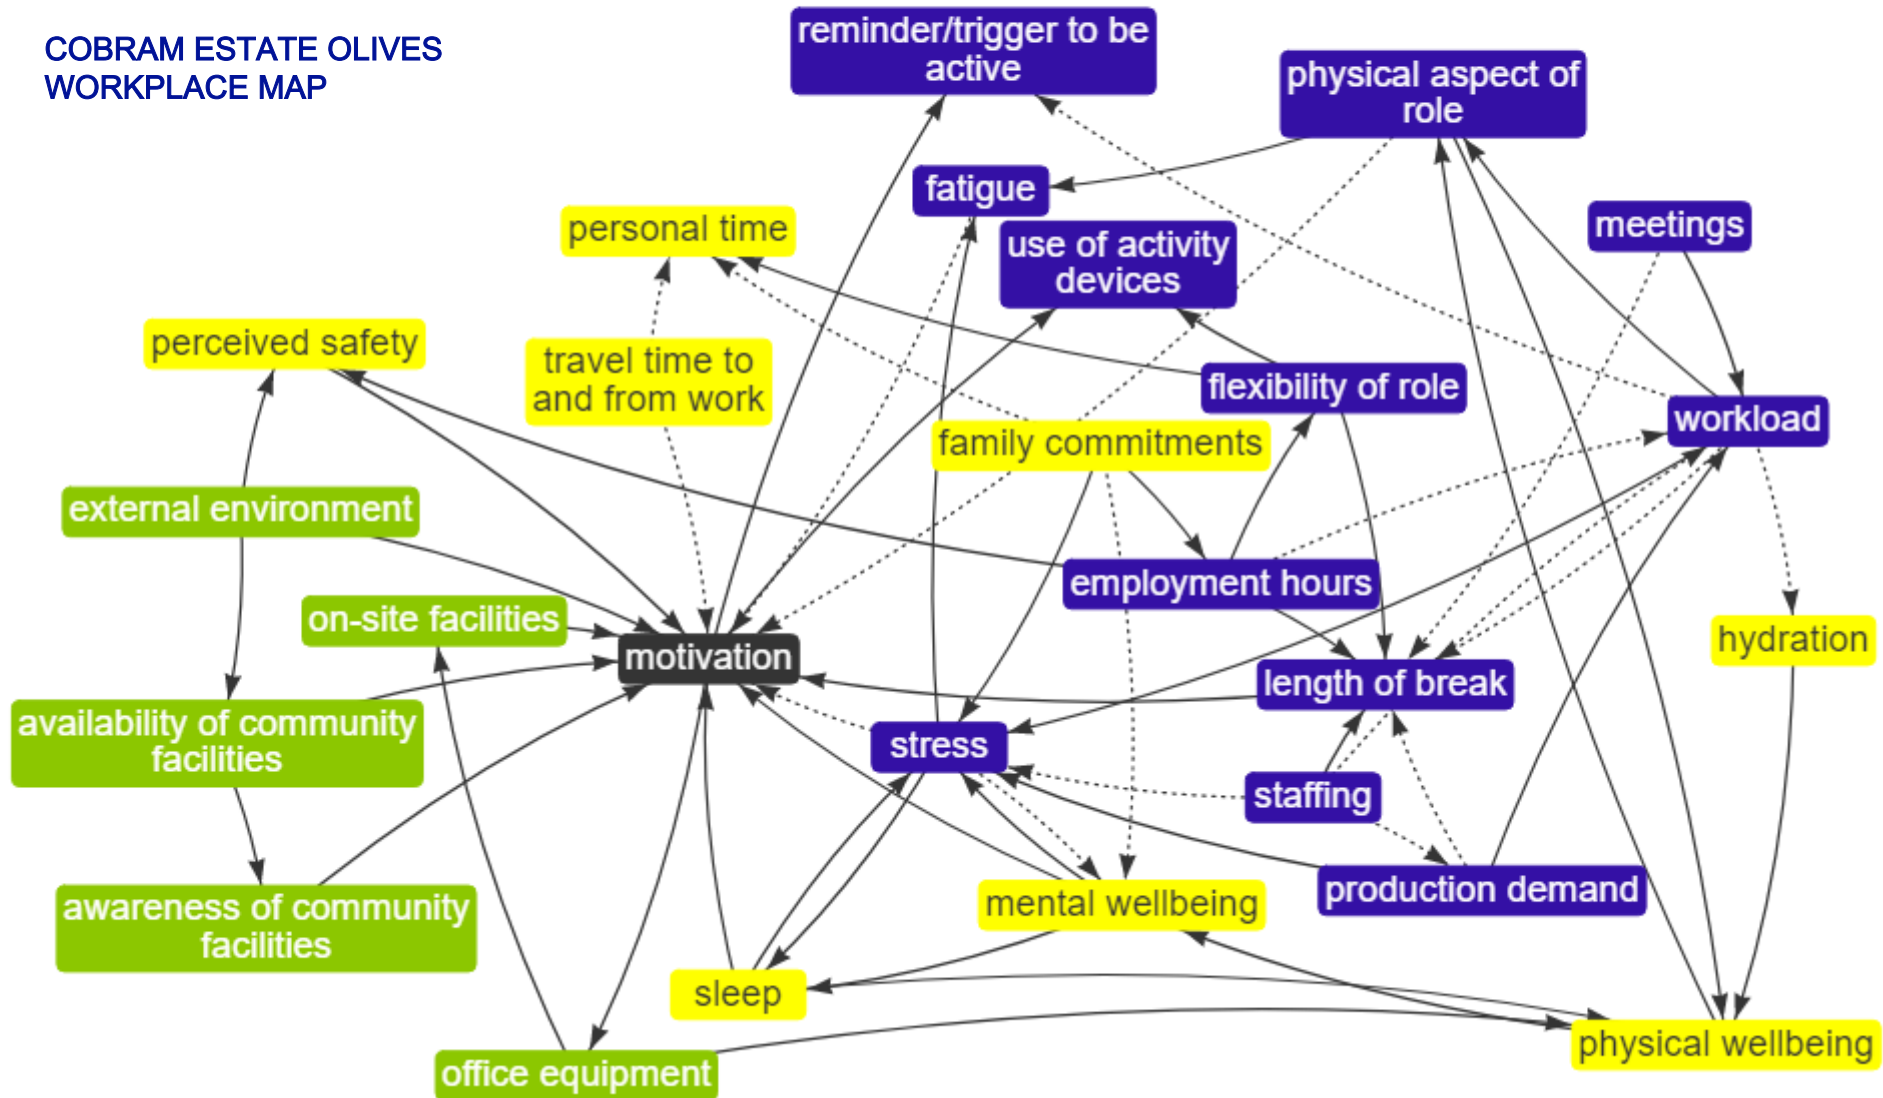 COBRAM ESTATE OLIVES
WORKPLACE MAP
reminder/trigger to be
active
physical aspect of
role
fatigue
personal time
meetings
use of activity
devices
perceived safety
travel time to
and from work
flexibility of role
workload
family commitments
external environment
employment hours
on-site facilities
motivation
hydration
length of break
availability of community
facilities
stress
staffing
production demand
mental wellbeing
awareness of community
facilities
sleep
physical wellbeing
office equipment